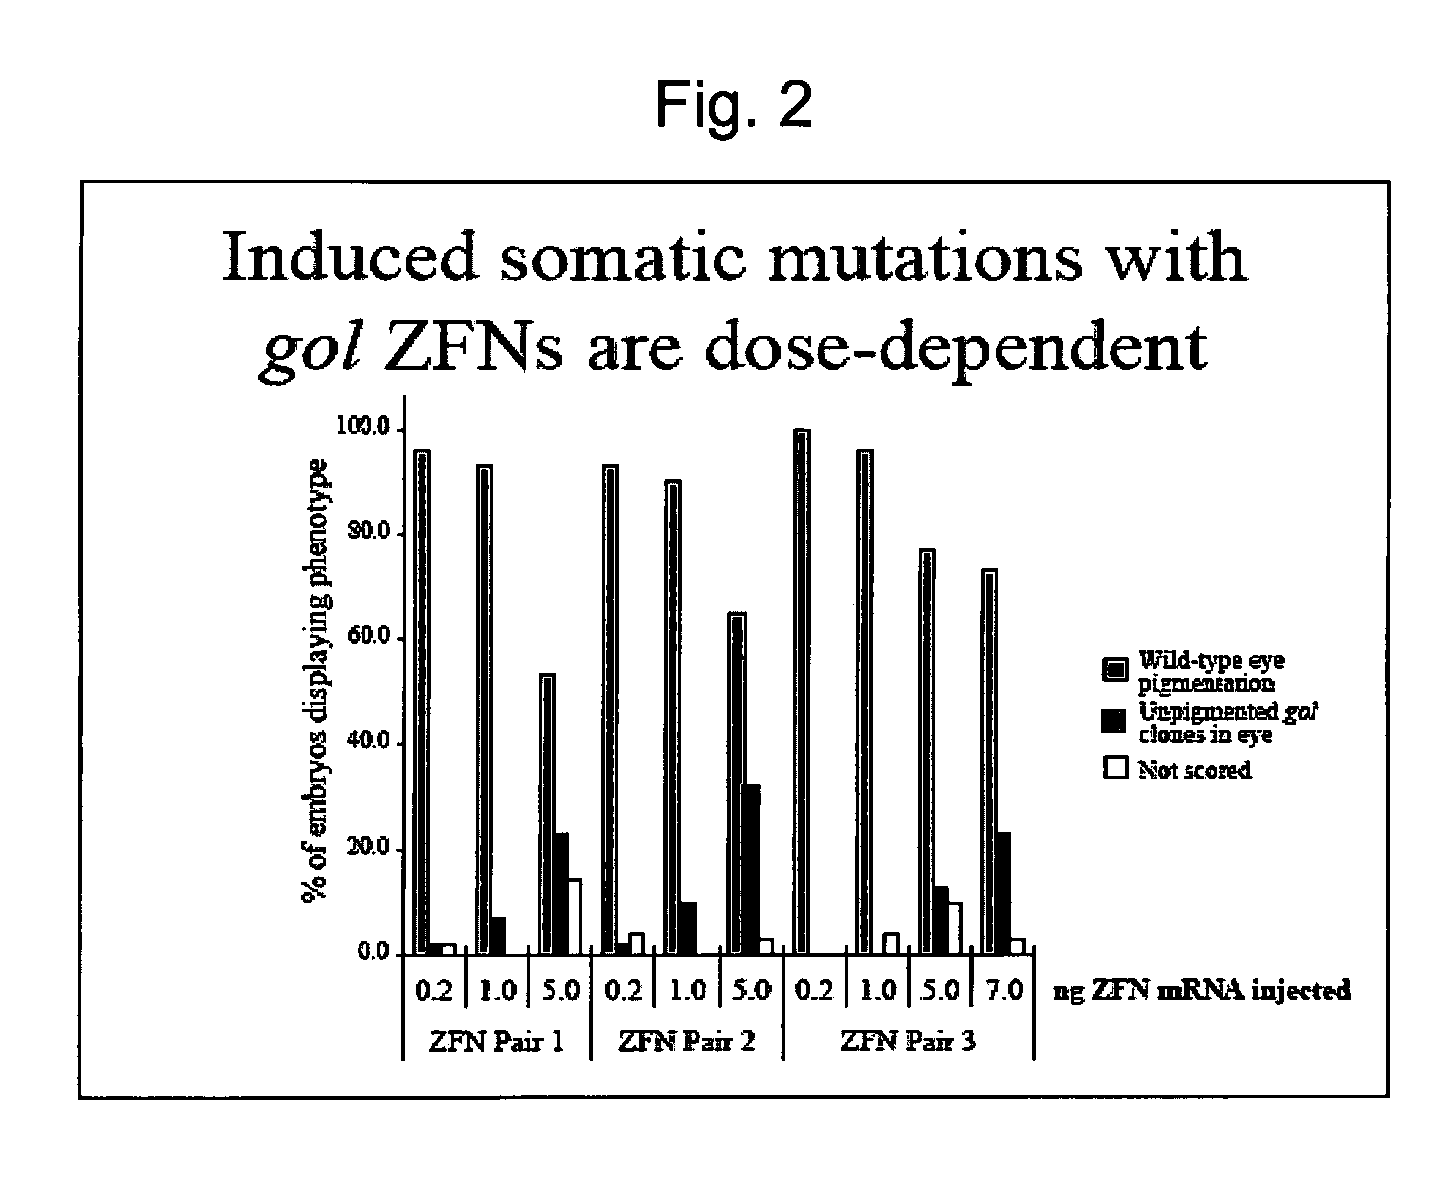 Fig. 2
Induced somatic mutations with
gol ZFNs are dose-dependent
% of embryos displaying phenotype
100.0
80.0
60.0
40.0
20.0
0.0
Wild-type eye
pigmentation
Unpigmented gol
clones in eye
Not scored
0.2 1.0 5.0 0.2 1.0 5.0 0.2 1.0 5.0 7.0 ng ZFN mRNA injected
ZFN Pair 1 ZFN Pair 2 ZFN Pair 3